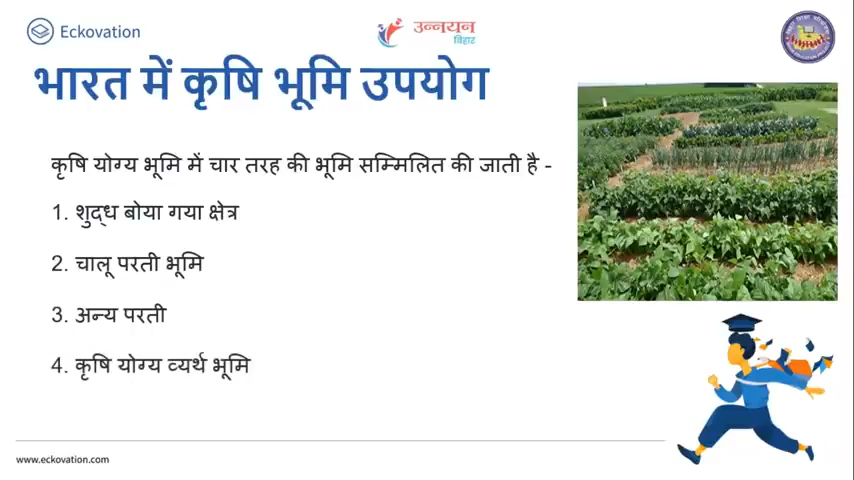 Eckovation
उन्नयन
बिहार
भारत में कृषि भूमि उपयोग
कृषि योग्य भूमि में चार तरह की भूमि सम्मिलित की जाती है -
1. शुद्ध बोया गया क्षेत्र
2. चालू परती भूमि
3. अन्य परती
4. कृषि योग्य व्यर्थ भूमि
www.eckovation.com